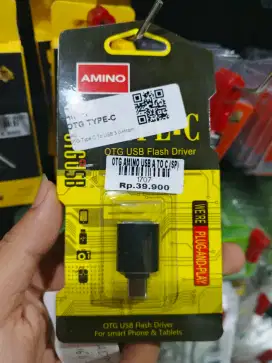 AMINO
OTG TYPE-C
OTG USB
E-C
OTG USB Flash Driver
OTG AMINO USB A TO C (SP)
1707
Rp.39.900
WE'RE PLUG-AND-PLAY
OTG USB Flash Driver
For smart Phone & Tablets